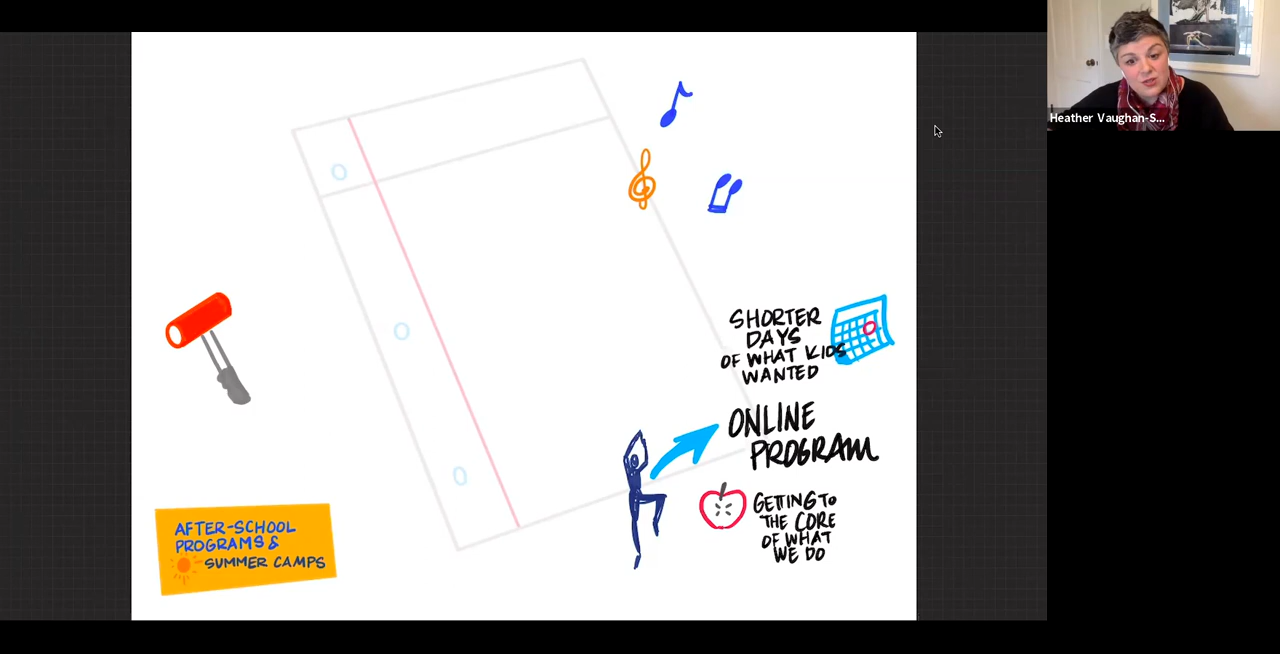 Heather Vaughan-S...
SHORTER
DAYS
OF WHAT KIDS
WANTED
ONLINE
PROGRAM
GETTING TO
THE CORE
OF WHAT
WE DO
AFTER-SCHOOL
PROGRAMS &
SUMMER CAMPS